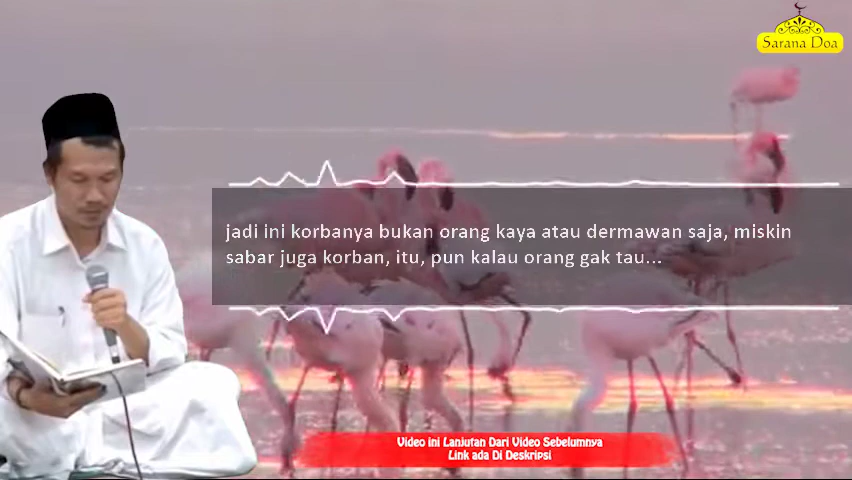 Sarana Doa
jadi ini korbanya bukan orang kaya atau dermawan saja, miskin
sabar juga korban, itu, pun kalau orang gak tau...
Video ini Lanjutan Dari Video Sebelumnya
Link ada Di Deskripsi